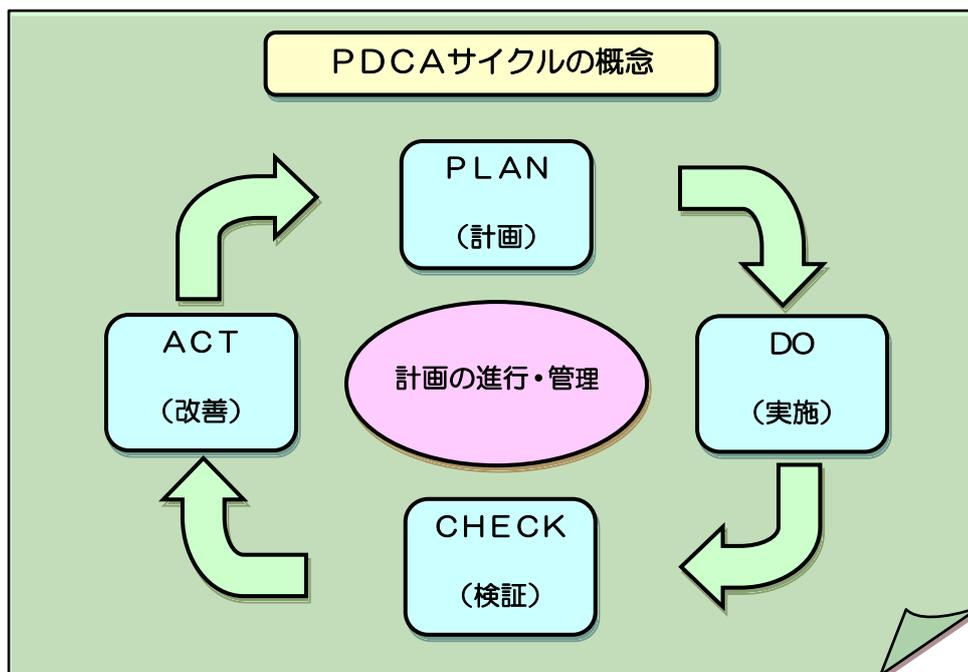 PDCAサイクルの概念
PLAN
（計画）
ACT
（改善）
計画の進行・管理
DO
（実施）
CHECK
（検証）